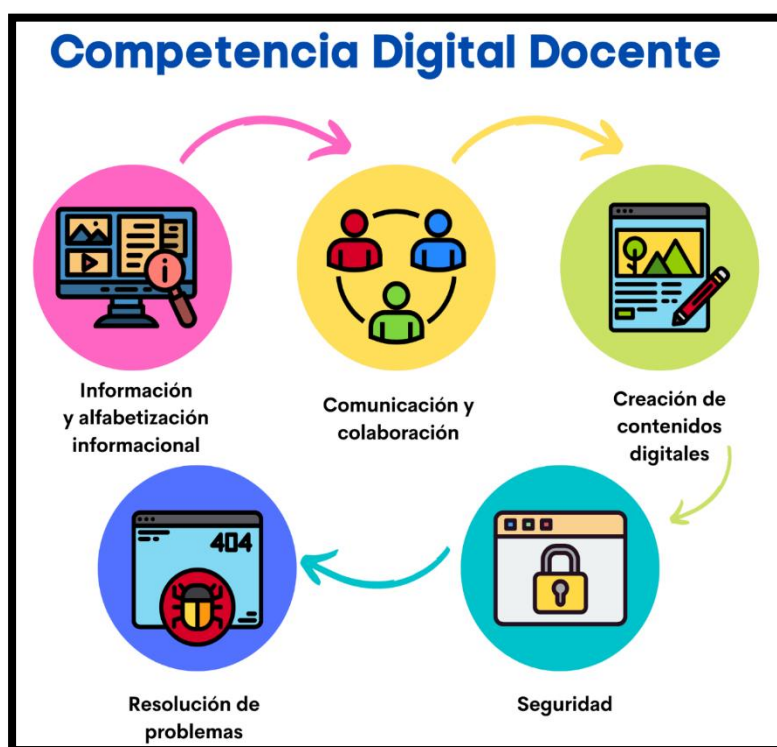 Competencia Digital Docente
Información
y alfabetización
informacional
Comunicación y
colaboración
Creación de
contenidos
digitales
404
Resolución de
problemas
Seguridad